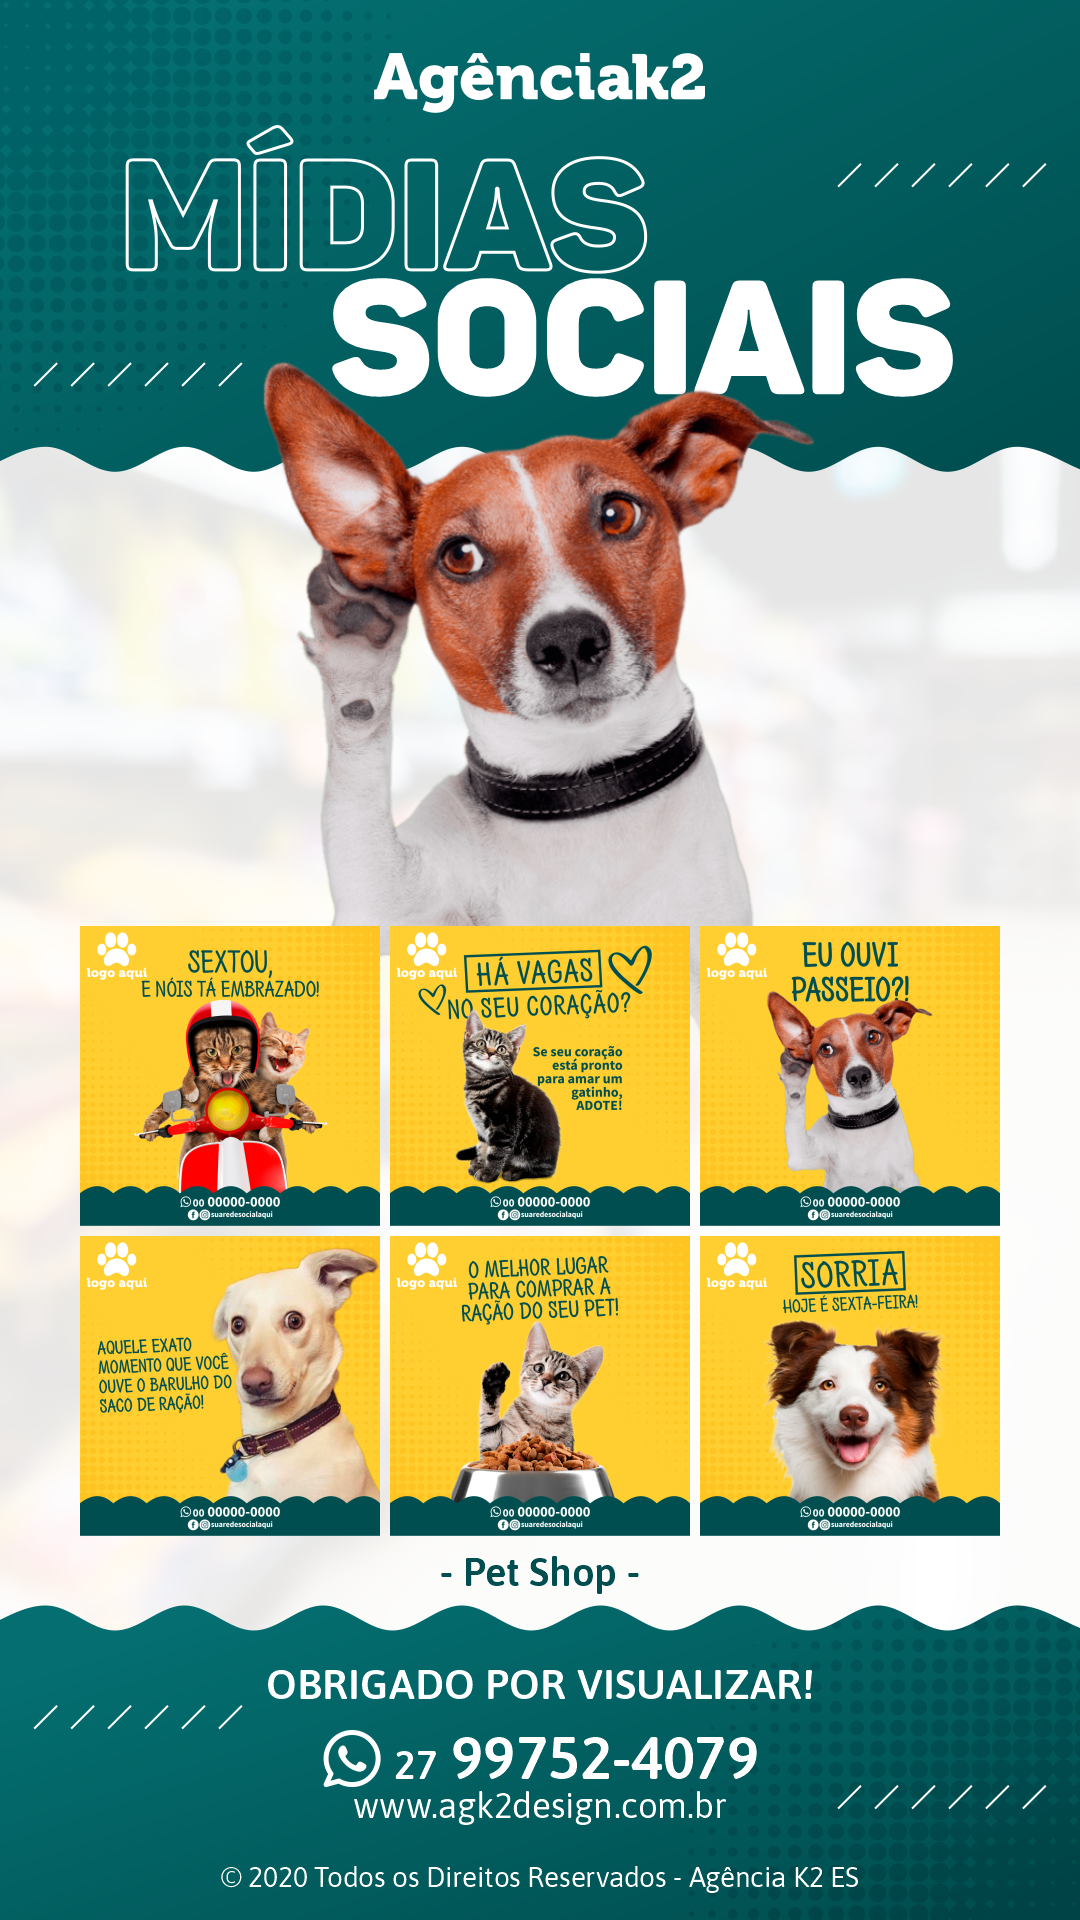 Agênciak2
MÍDIAS
SOCIAIS
logo aqui
SEXTOU,
E NÓIS TÁ EMBRAZADO!
00 00000-0000
suaredesocialaqui
logo aqui
HÁ VAGAS
NO SEU CORAÇÃO?
Se seu coração
está pronto
para amar um
gatinho,
ADOTE!
00 00000-0000
suaredesocialaqui
logo aqui
EU OUVI
PASSEIO?!
00 00000-0000
suaredesocialaqui
logo aqui
AQUELE EXATO
MOMENTO QUE VOCÊ
OUVE O BARULHO DO
SACO DE RAÇÃO!
00 00000-0000
suaredesocialaqui
logo aqui
O MELHOR LUGAR
PARA COMPRAR A
RAÇÃO DO SEU PET!
00 00000-0000
suaredesocialaqui
logo aqui
SORRIA
HOJE É SEXTA-FEIRA!
00 00000-0000
suaredesocialaqui
- Pet Shop -
OBRIGADO POR VISUALIZAR!
27 99752-4079
www.agk2design.com.br
© 2020 Todos os Direitos Reservados - Agência K2 ES